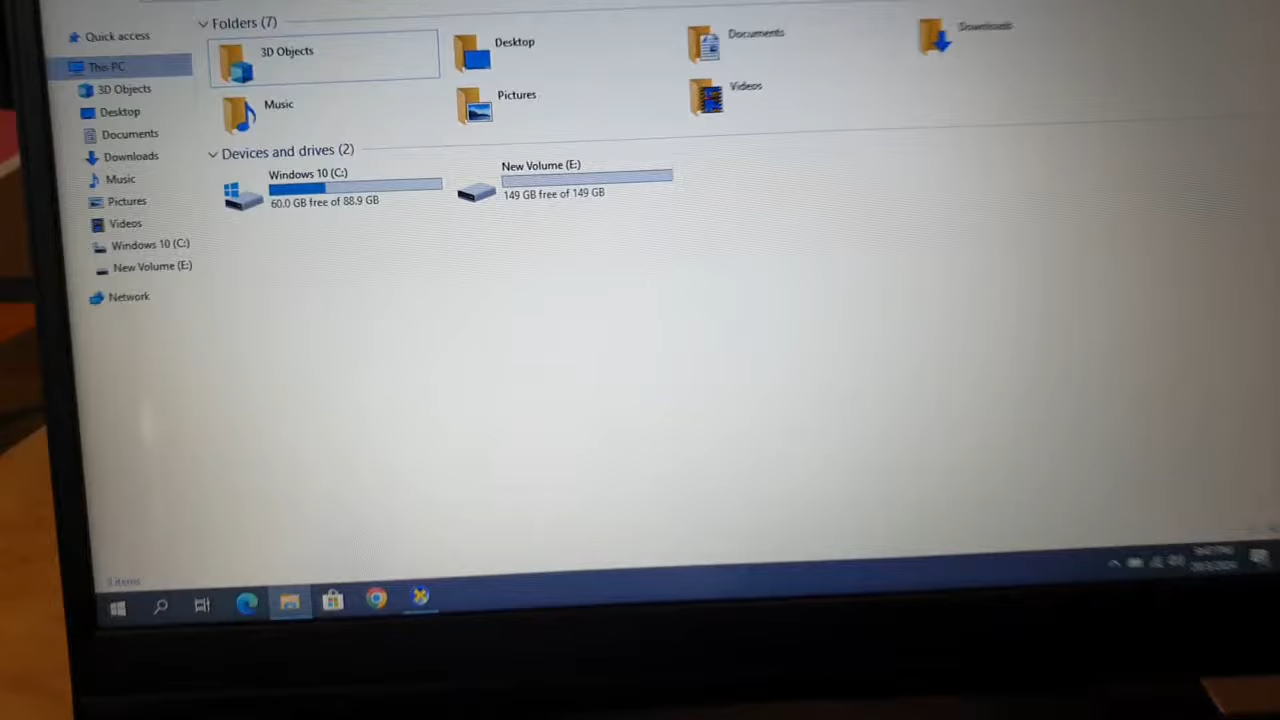 Quick access
This PC
3D Objects
Desktop
Documents
Downloads
Music
Pictures
Videos
Windows 10 (C:)
New Volume (E:)
Network
Folders (7)
3D Objects
Desktop
Documents
Downloads
Music
Pictures
Videos
Devices and drives (2)
Windows 10 (C:)
60.0 GB free of 88.9 GB
New Volume (E:)
149 GB free of 149 GB
items